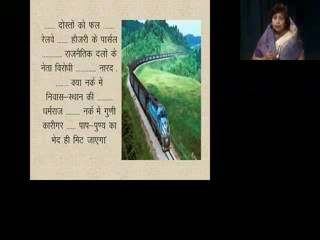 ....... दोस्तो को फल .......
रेलवे ....... हौजरी के पार्सल
............ राजनैतिक दलों के
नेता विरोधी ............ नारद .
....... क्या नर्क में
निवास–स्थान की ..........
धर्मराज ......... नर्क में गुणी
कारीगर ....... पाप–पुण्य का
भेद ही मिट जाएगा'